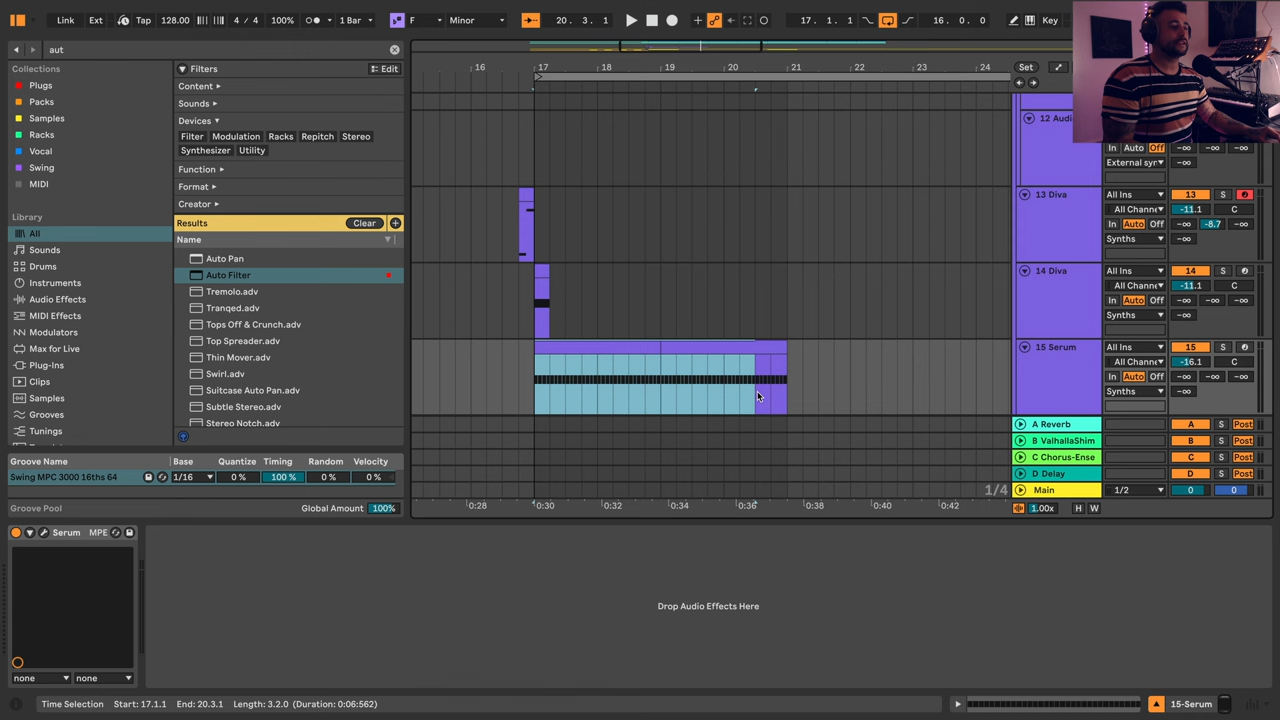 Link Ext Tap 128.00 4 / 4 100% 1 Bar F Minor 20. 3. 1 17. 1. 1 16. 0. 0 Key
aut
Collections
Plugs
Packs
Samples
Racks
Vocal
Swing
MIDI
Library
All
Sounds
Drums
Instruments
Audio Effects
MIDI Effects
Modulators
Max for Live
Plug-Ins
Clips
Samples
Grooves
Tunings
Filters Edit
Content
Sounds
Devices
Filter Modulation Racks Repitch Stereo
Synthesizer Utility
Function
Format
Creator
Results Clear
Name
Auto Pan
Auto Filter
Tremolo.adv
Tranqed.adv
Tops Off & Crunch.adv
Top Spreader.adv
Thin Mover.adv
Swirl.adv
Suitcase Auto Pan.adv
Subtle Stereo.adv
Stereo Notch.adv
Groove Name Base Quantize Timing Random Velocity
Swing MPC 3000 16ths 64 1/16 0 % 100 % 0 % 0 %
Groove Pool Global Amount 100%
16 17 18 19 20 21 22 23 24 Set
12 Audi
In Auto Off -∞ -∞ -∞
External syn -∞
13 Diva All Ins 13 S
All Channe -11.1 C
In Auto Off -∞ -8.7 -∞
Synths -∞
14 Diva All Ins 14 S
All Channe -11.1 C
In Auto Off -∞ -∞ -∞
Synths -∞
15 Serum All Ins 15 S
All Channe -16.1 C
In Auto Off -∞ -∞ -∞
Synths -∞
A Reverb A S Post
B ValhallaShim B S Post
C Chorus-Ense C S Post
D Delay D S Post
1/4 Main 1/2 0 0
0:28 0:30 0:32 0:34 0:36 0:38 0:40 0:42 1.00x H W
Serum MPE
none none
Drop Audio Effects Here
Time Selection Start: 17.1.1 End: 20.3.1 Length: 3.2.0 (Duration: 0:06:562) 15-Serum